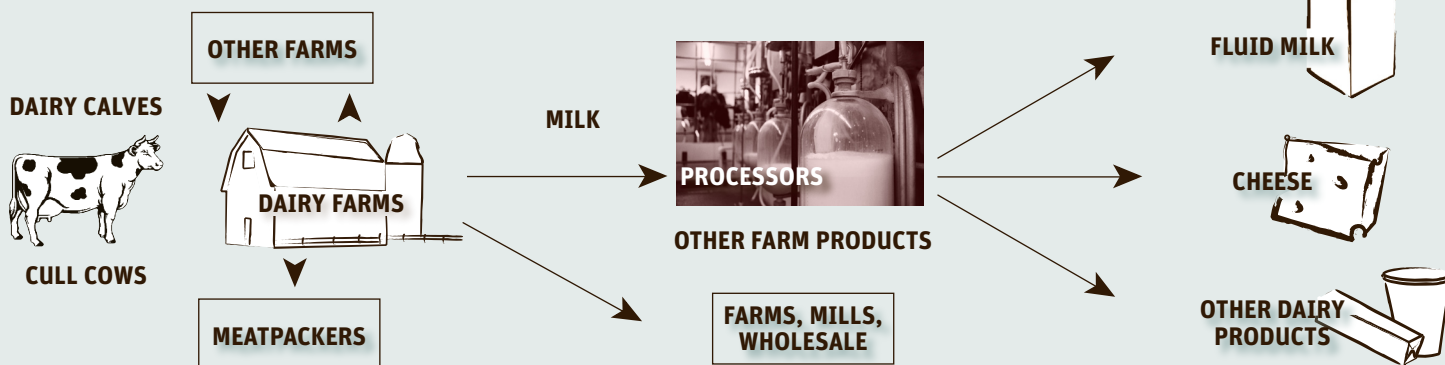 OTHER FARMS
DAIRY CALVES
CULL COWS
DAIRY FARMS
MEATPACKERS
MILK
PROCESSORS
OTHER FARM PRODUCTS
FARMS, MILLS,
WHOLESALE
FLUID MILK
CHEESE
OTHER DAIRY
PRODUCTS